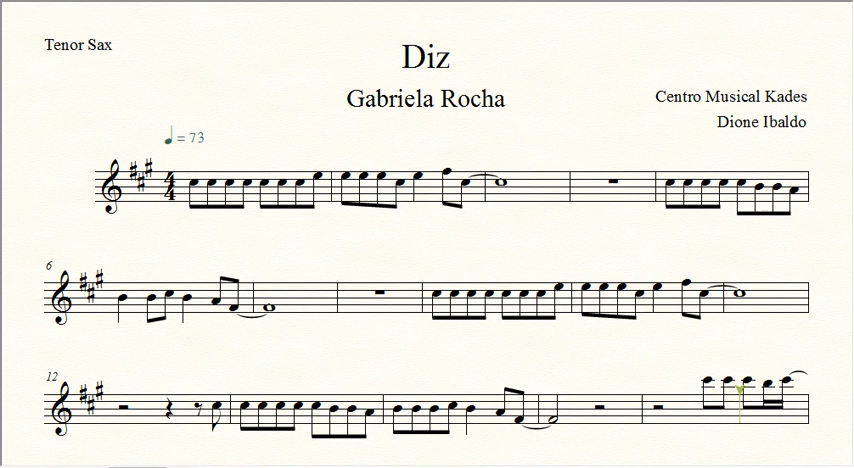 Tenor Sax
Diz
Gabriela Rocha
Centro Musical Kades
Dione Ibaldo
= 73
6
12